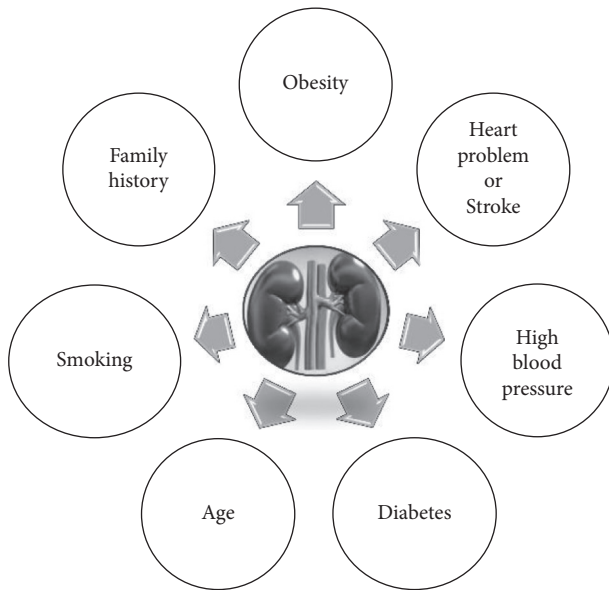 Obesity
Heart
problem
or
Stroke
High
blood
pressure
Diabetes
Age
Smoking
Family
history